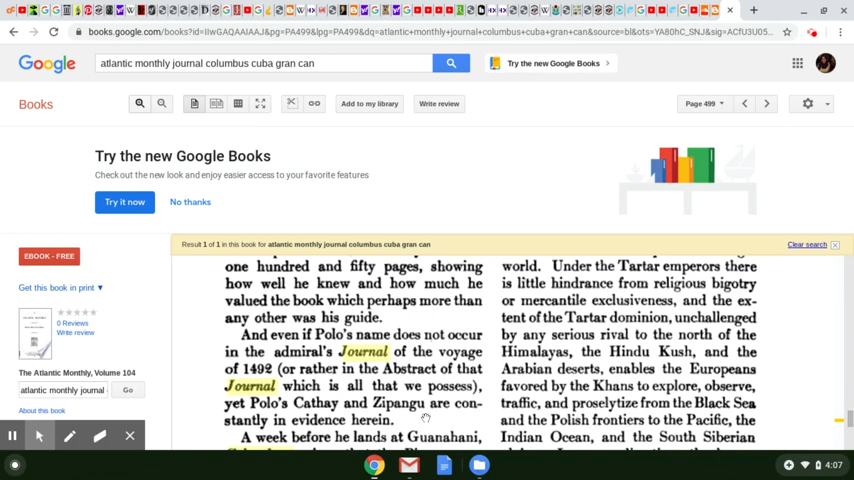 books.google.com/books?id=IIwGAQAAIAAJ&pg=PA499&lpg=PA499&dq=atlantic+monthly+journal+columbus+cuba+gran+can&source=bl&ots=YA80hC_SNJ&sig=ACfU3U05...
Google
atlantic monthly journal columbus cuba gran can
Try the new Google Books
Books
Add to my library
Write review
Page 499
Try the new Google Books
Check out the new look and enjoy easier access to your favorite features
Try it now
No thanks
Result 1 of 1 in this book for atlantic monthly journal columbus cuba gran can
Clear search
EBOOK - FREE
Get this book in print
0 Reviews
Write review
The Atlantic Monthly, Volume 104
atlantic monthly journal
Go
About this book
one hundred and fifty pages, showing
how well he knew and how much he
valued the book which perhaps more than
any other was his guide.
And even if Polo's name does not occur
in the admiral's Journal of the voyage
of 1492 (or rather in the Abstract of that
Journal which is all that we possess),
yet Polo's Cathay and Zipangu are con-
stantly in evidence herein.
A week before he lands at Guanahani,
world. Under the Tartar emperors there
is little hindrance from religious bigotry
or mercantile exclusiveness, and the ex-
tent of the Tartar dominion, unchallenged
by any serious rival to the north of the
Himalayas, the Hindu Kush, and the
Arabian deserts, enables the Europeans
favored by the Khans to explore, observe,
traffic, and proselytize from the Black Sea
and the Polish frontiers to the Pacific, the
Indian Ocean, and the South Siberian
4:07